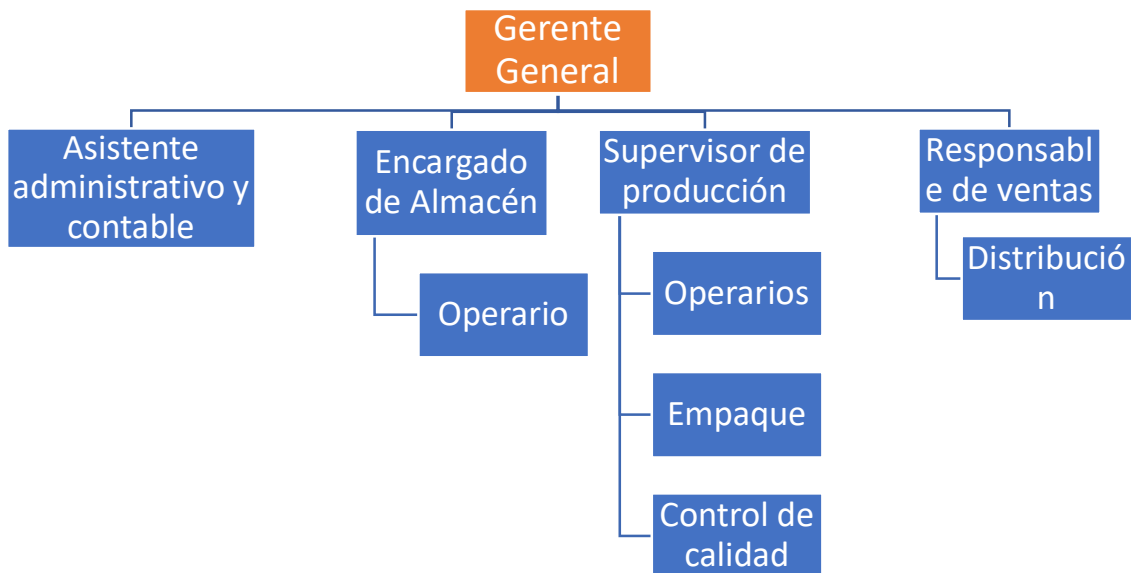 Gerente
General
Asistente
administrativo y
contable
Encargado
de Almacén
Supervisor de
producción
Responsabl
e de ventas
Operario
Operarios
Distribució
n
Empaque
Control de
calidad